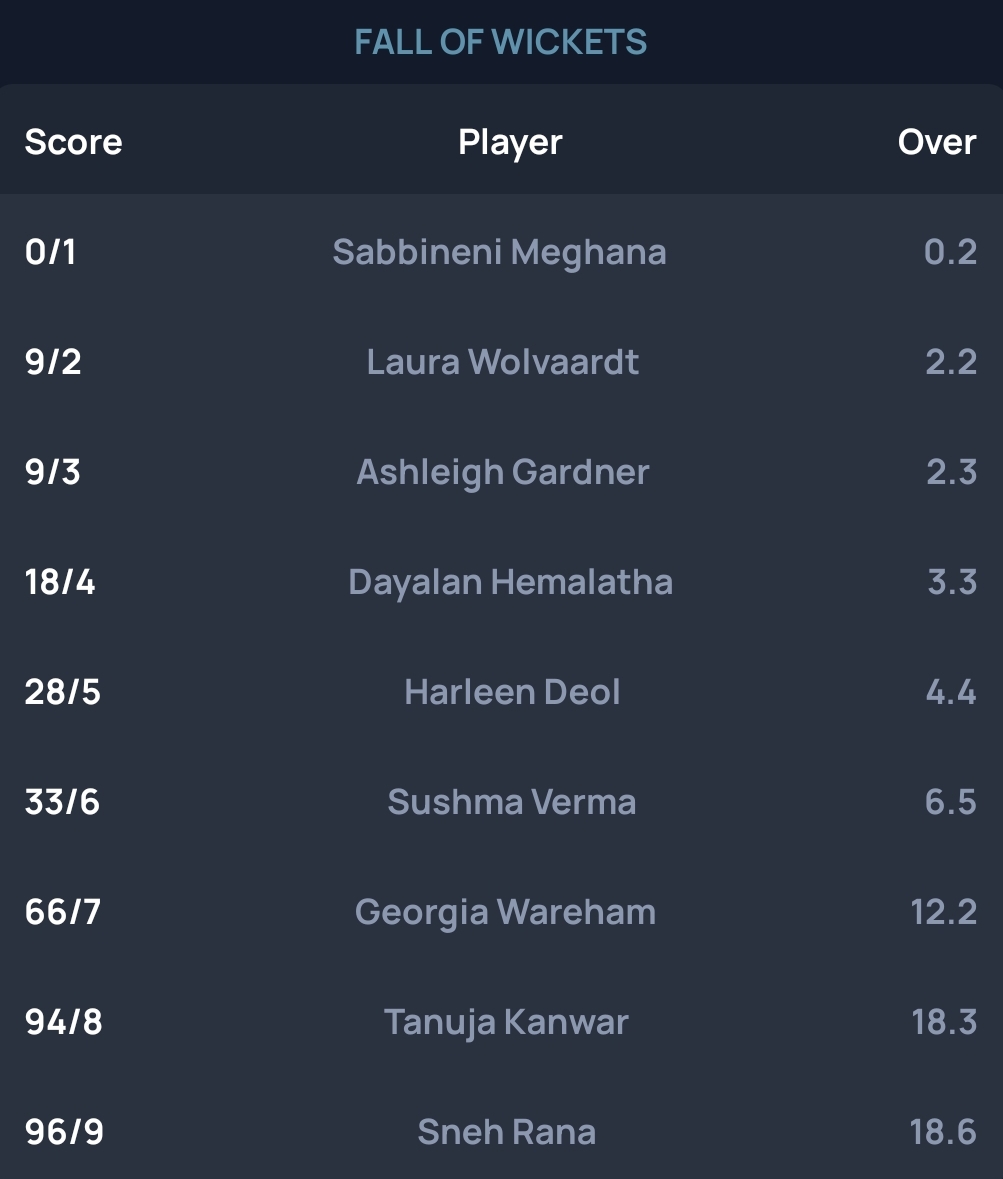 FALL OF WICKETS
Score Player Over
0/1 Sabbineni Meghana 0.2
9/2 Laura Wolvaardt 2.2
9/3 Ashleigh Gardner 2.3
18/4 Dayalan Hemalatha 3.3
28/5 Harleen Deol 4.4
33/6 Sushma Verma 6.5
66/7 Georgia Wareham 12.2
94/8 Tanuja Kanwar 18.3
96/9 Sneh Rana 18.6